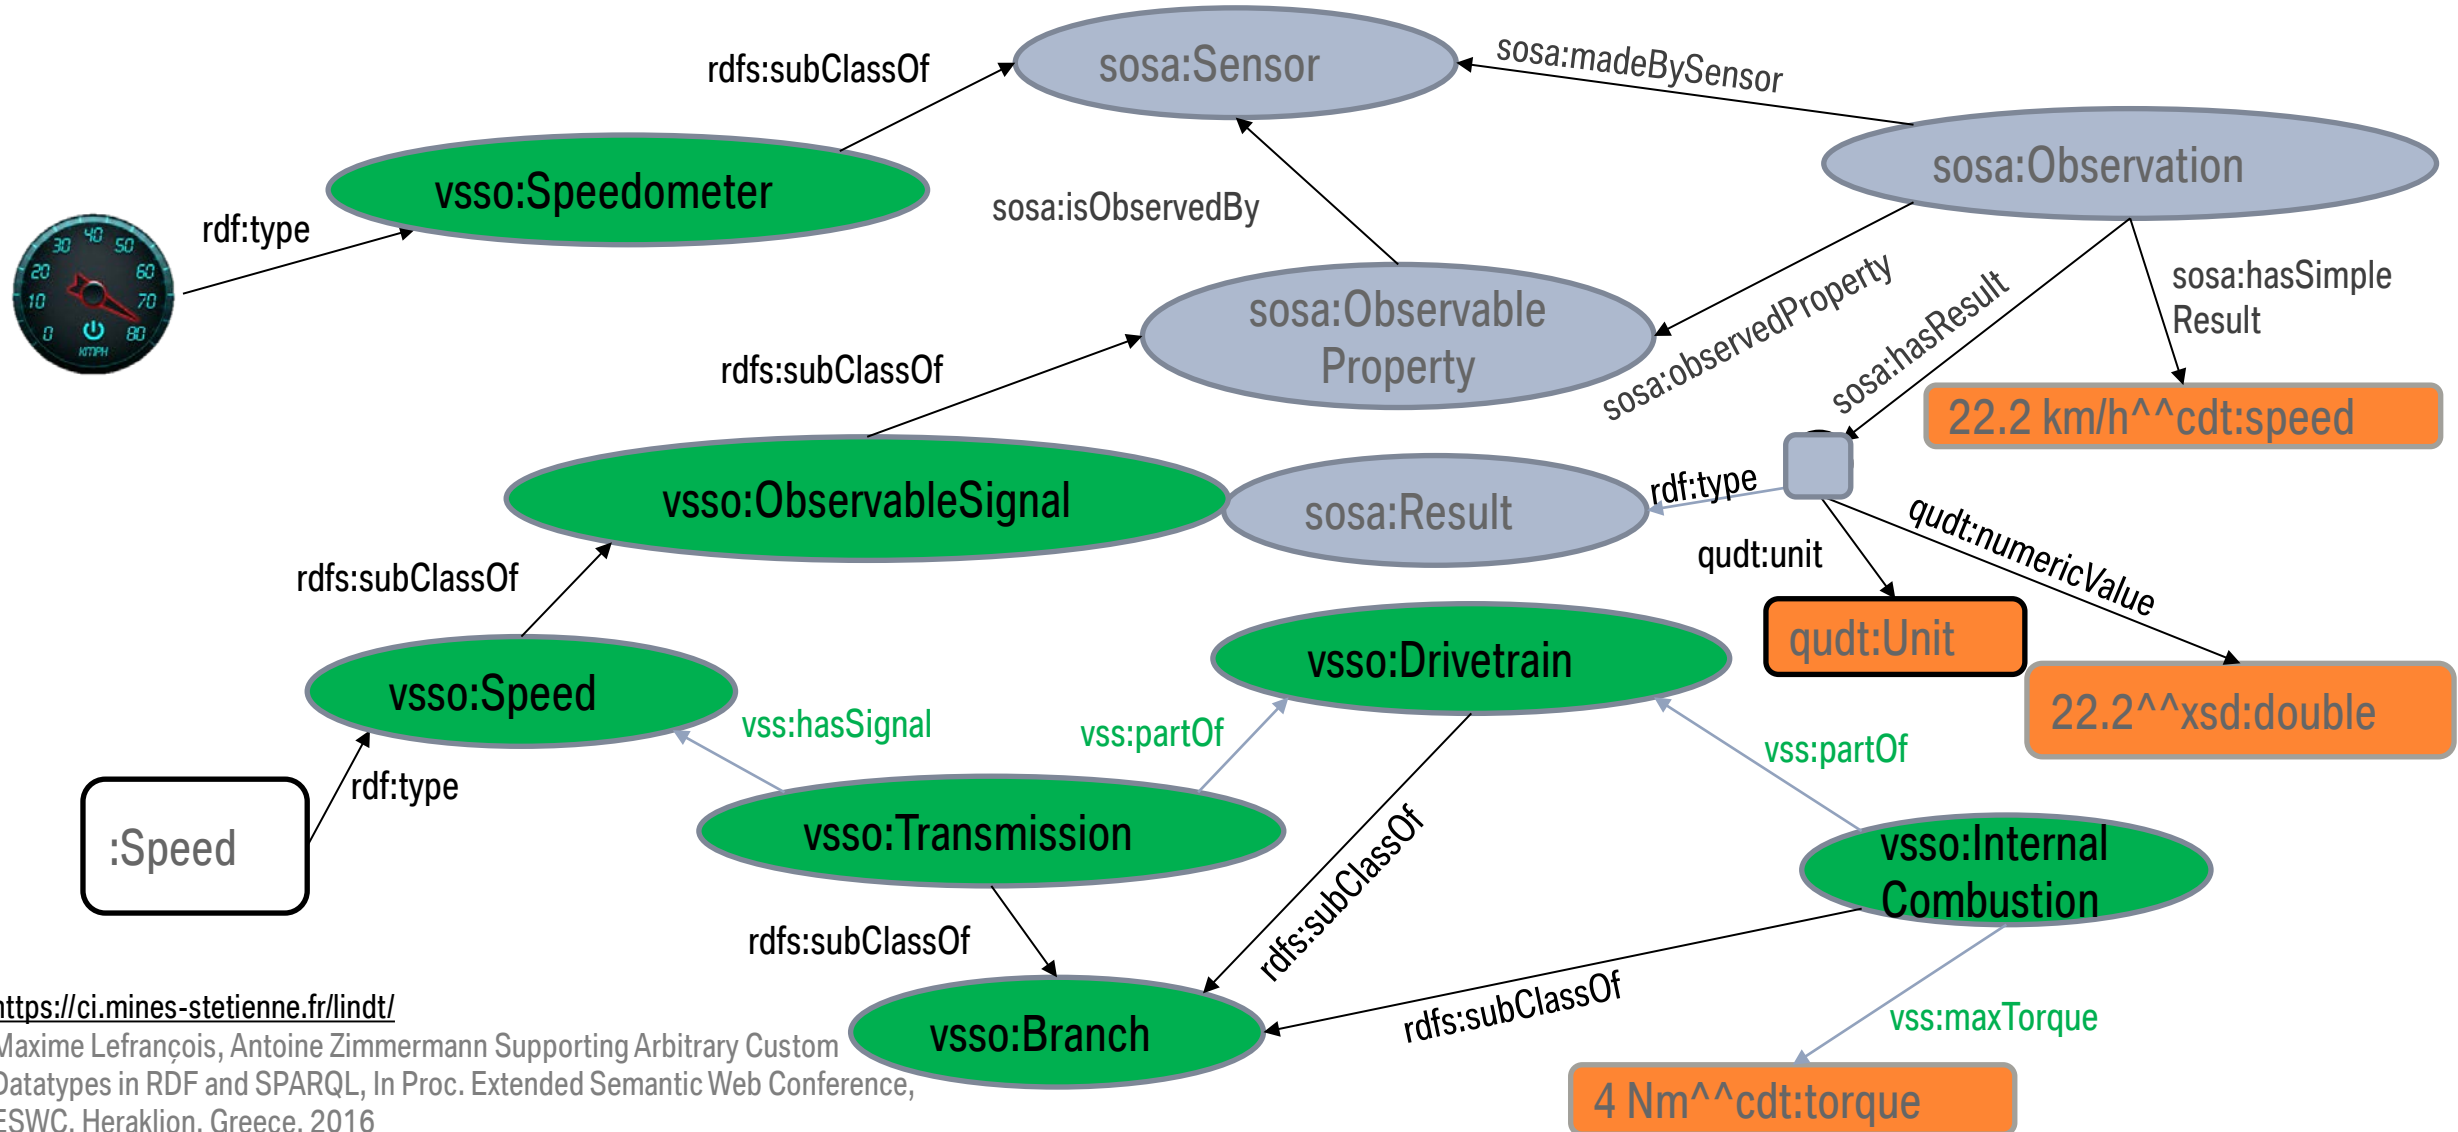 rdfs:subClassOf
sosa:Sensor
sosa:madeBySensor
vsso:Speedometer
sosa:Observation
rdf:type
sosa:isObservedBy
0
10
20
30
40
50
60
70
80
KMPH
sosa:Observable
Property
sosa:observedProperty
sosa:hasResult
sosa:hasSimple
Result
rdfs:subClassOf
22.2 km/h^^cdt:speed
vsso:ObservableSignal
sosa:Result
rdf:type
qudt:unit
qudt:numericValue
rdfs:subClassOf
qudt:Unit
22.2^^xsd:double
vsso:Speed
vsso:Drivetrain
vss:hasSignal
vss:partOf
vss:partOf
rdf:type
:Speed
vsso:Transmission
vsso:Internal
Combustion
rdfs:subClassOf
rdfs:subClassOf
rdfs:subClassOf
vsso:Branch
vss:maxTorque
4 Nm^^cdt:torque
https://ci.mines-stetienne.fr/lindt/
Maxime Lefrançois, Antoine Zimmermann Supporting Arbitrary Custom
Datatypes in RDF and SPARQL, In Proc. Extended Semantic Web Conference,
ESWC, Heraklion, Greece, 2016